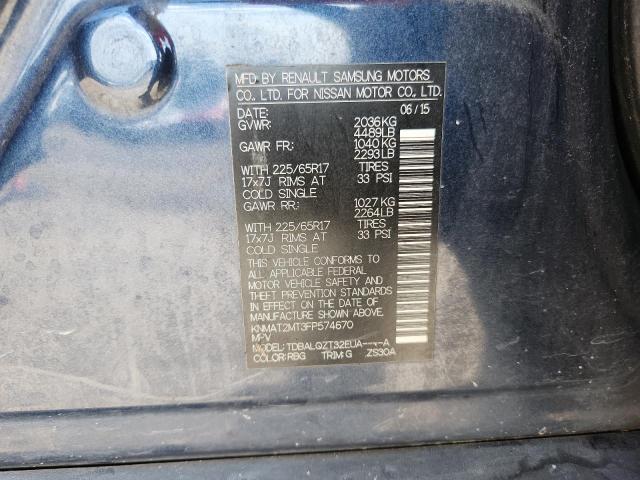 MFD BY RENAULT SAMSUNG MOTORS
CO., LTD. FOR NISSAN MOTOR CO., LTD.
DATE: 06/15
GVWR: 2036KG
4489LB
GAWR FR: 1040KG
2293LB
WITH 225/65R17 TIRES
17x7J RIMS AT 33 PSI
COLD SINGLE
GAWR RR: 1027KG
2264LB
WITH 225/65R17 TIRES
17x7J RIMS AT 33 PSI
COLD SINGLE
THIS VEHICLE CONFORMS TO
ALL APPLICABLE FEDERAL
MOTOR VEHICLE SAFETY AND
THEFT PREVENTION STANDARDS
IN EFFECT ON THE DATE OF
MANUFACTURE SHOWN ABOVE.
KNMAT2MT3FP574670
MPV
MODEL: TDBALQZT32EUA----A
COLOR:RBG TRIM:G ZS30A